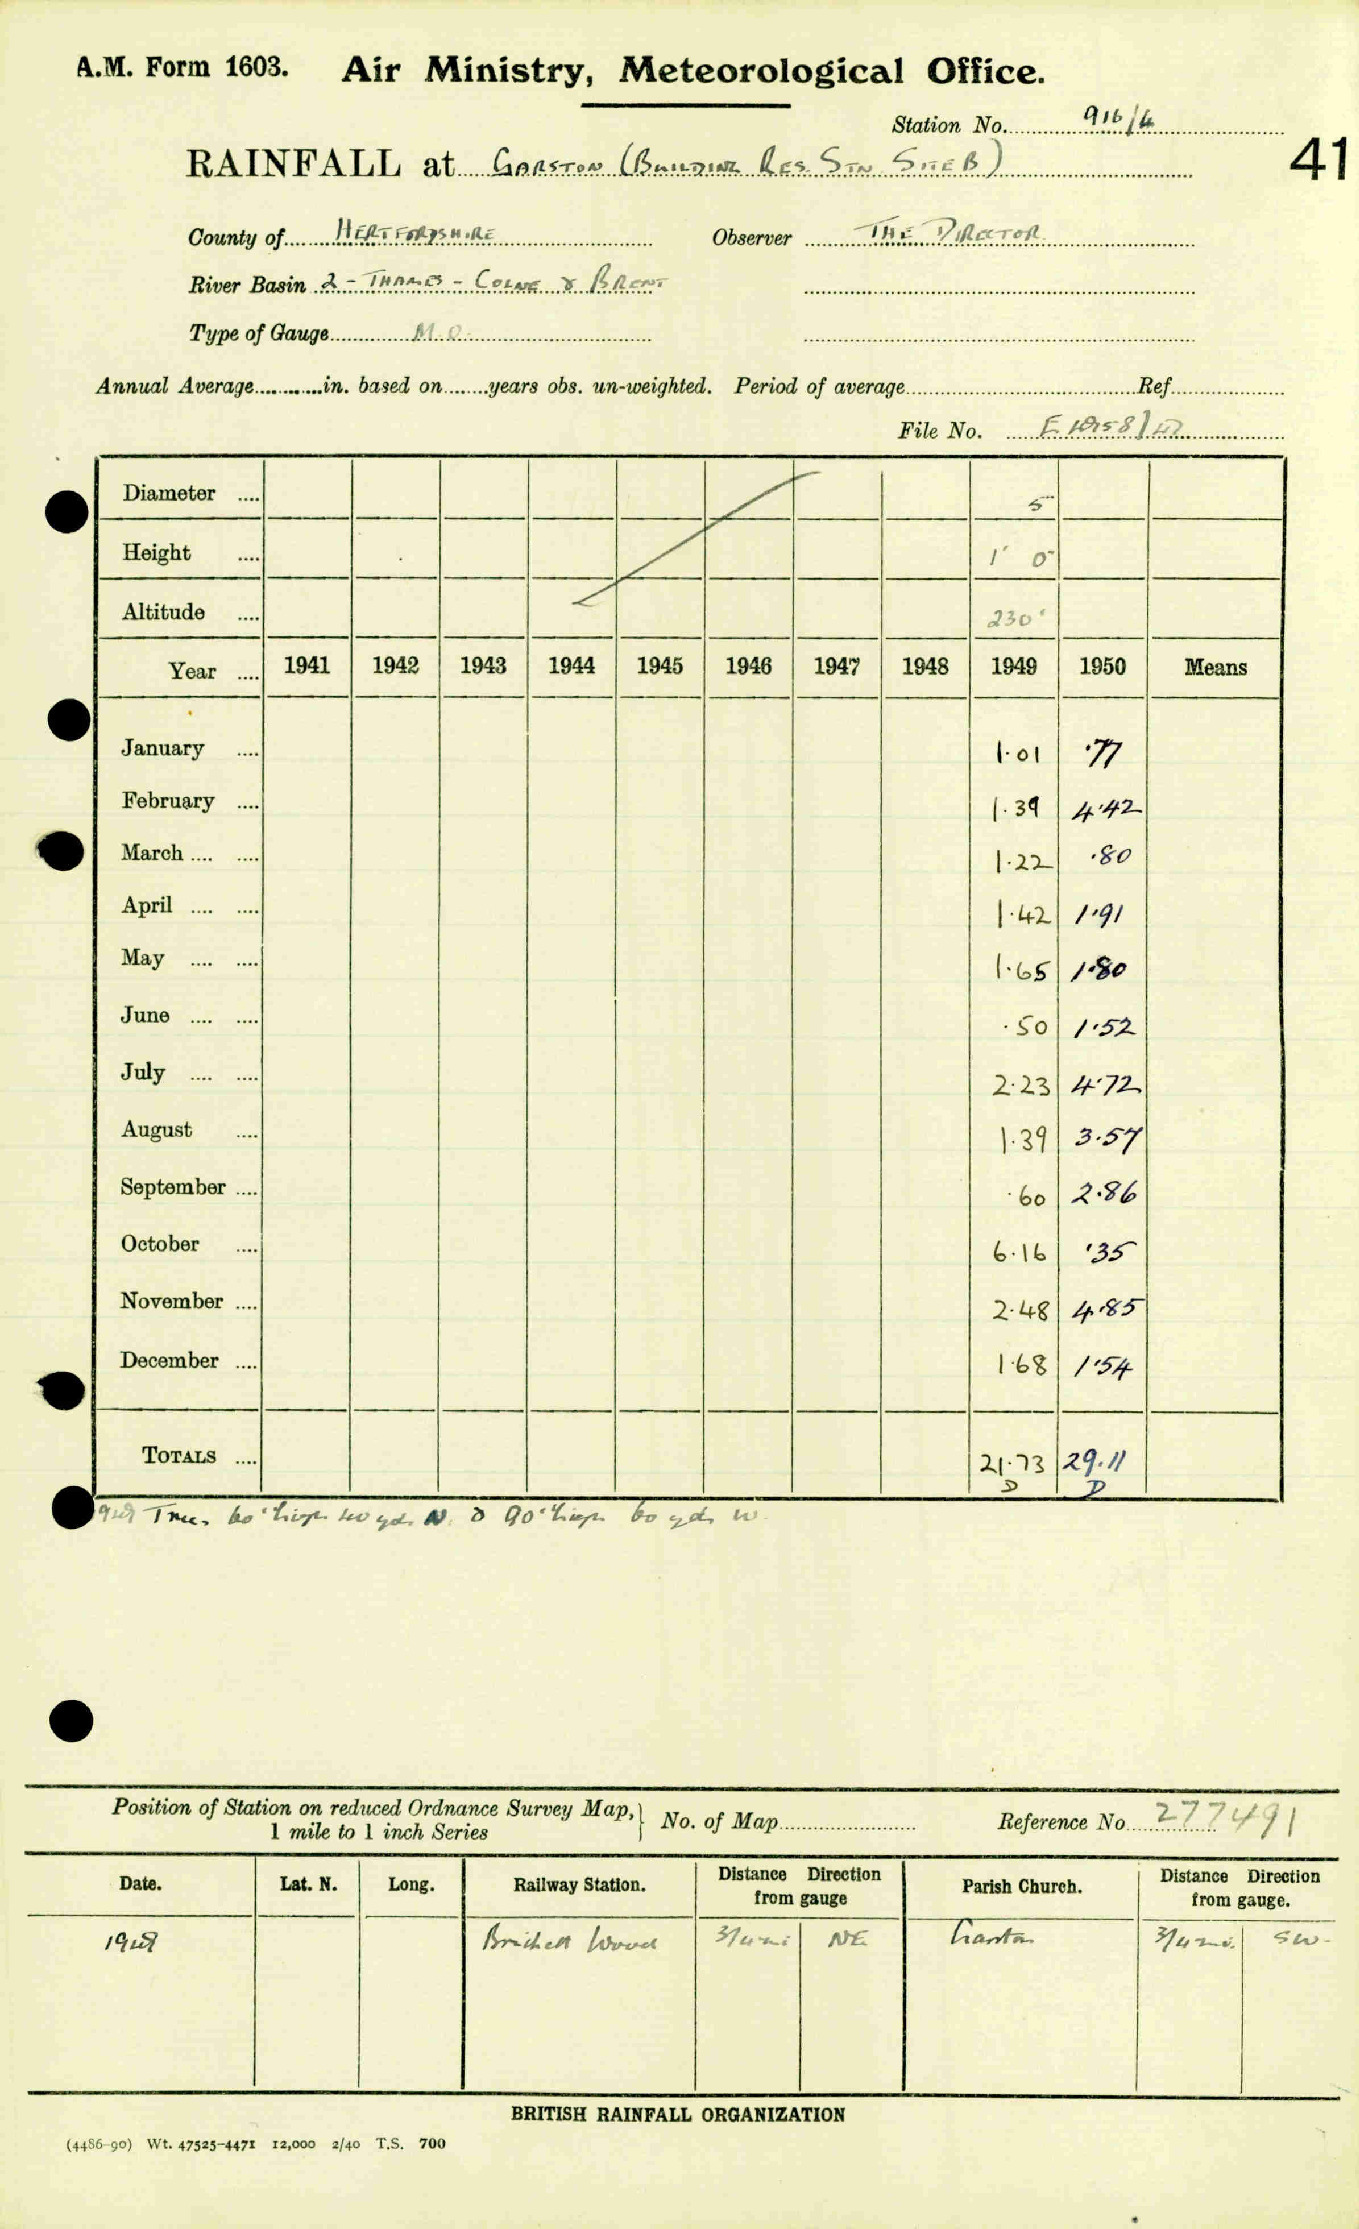 A.M. Form 1603. Air Ministry, Meteorological Office.
Station No. 916/4
41
RAINFALL at GARSTON (BUILDING RES. STN SITE B)
County of HERTFORDSHIRE Observer THE DIRECTOR.
River Basin 2 - THAMES - COLNE & BRENT
Type of Gauge M.O.
Annual Average............in. based on........years obs. un-weighted. Period of average Ref.
File No.
Diameter .... 5
Height .... 1' 0
Altitude .... 230'
Year .... 1941 1942 1943 1944 1945 1946 1947 1948 1949 1950 Means
January .... 1.01 .77
February .... 1.39 4.42
March .... .... 1.22 .80
April .... .... 1.42 1.91
May .... .... 1.65 1.80
June .... .... .50 1.52
July .... .... 2.23 4.72
August .... 1.39 3.57
September .... .60 2.86
October .... 6.16 .35
November .... 2.48 4.85
December .... 1.68 1.54
TOTALS .... 21.73 29.11
D D
Trees 60' high 40 yds N. & 90' high 60 yds W.
Position of Station on reduced Ordnance Survey Map, } No. of Map Reference No. 277491
1 mile to 1 inch Series
Date. Lat. N. Long. Railway Station. Distance Direction from gauge Parish Church. Distance Direction from gauge.
Bricket Wood 3/4 mi NE Garston 3/4 mi. SW.
BRITISH RAINFALL ORGANIZATION
(4486-90) Wt. 47525-4471 12,000 2/40 T.S. 700